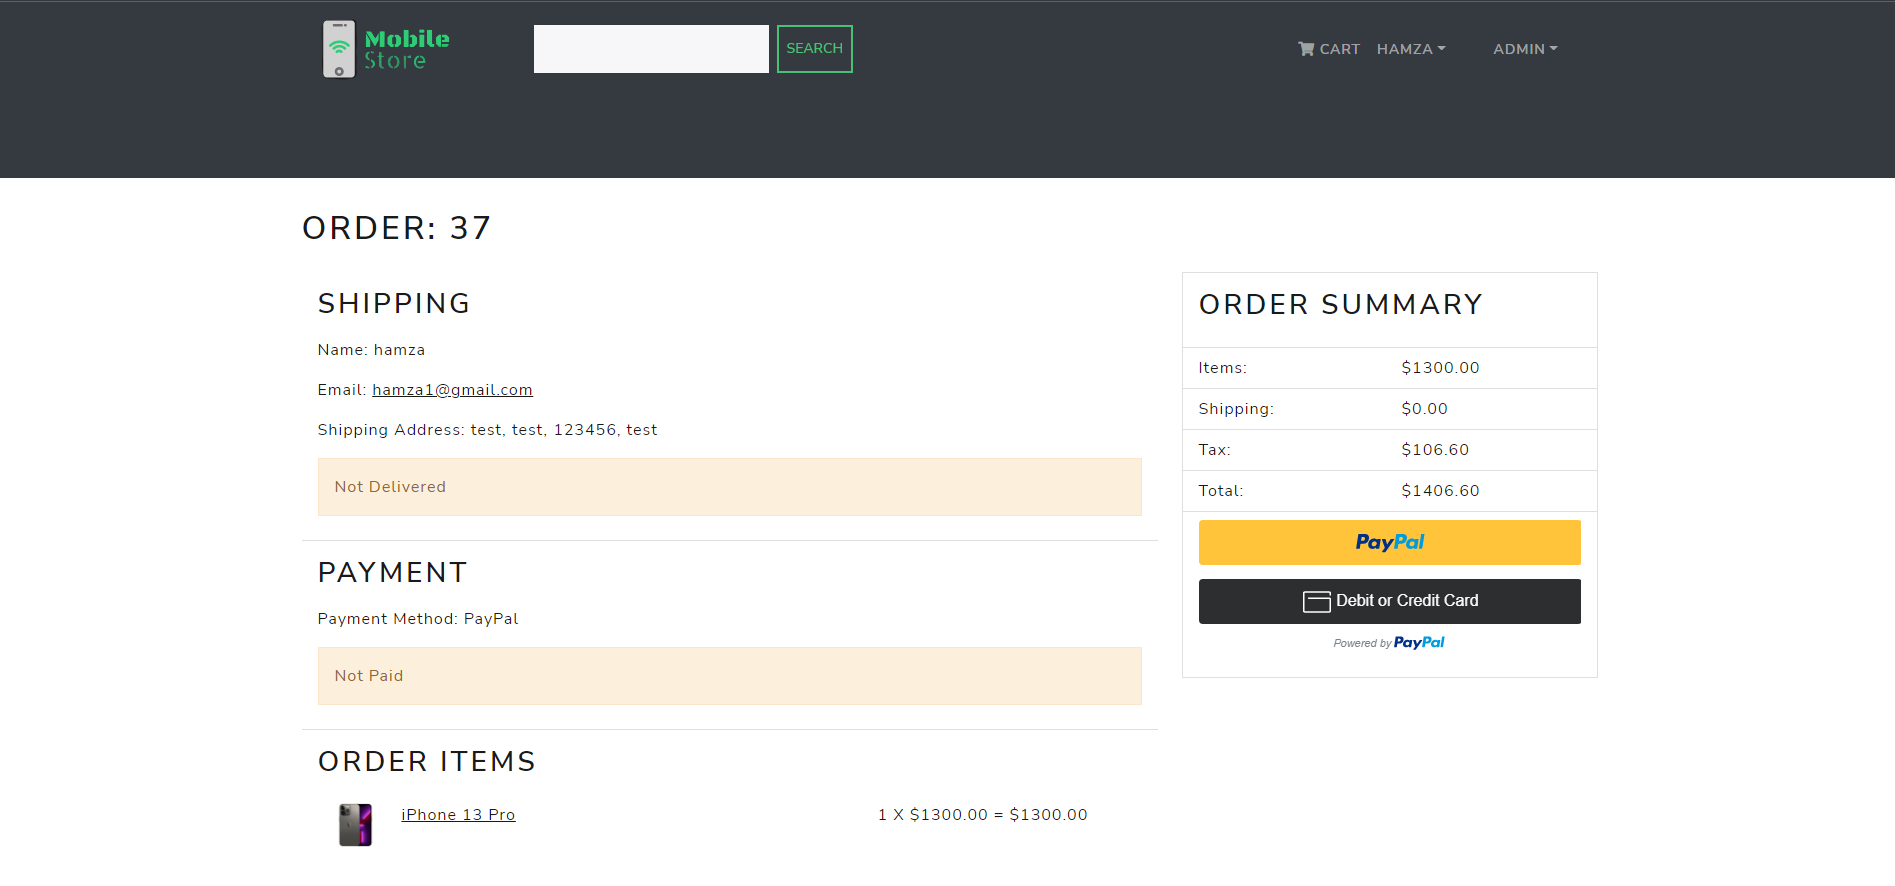 Mobile
Store
SEARCH
CART HAMZA ADMIN
ORDER: 37
SHIPPING
Name: hamza
Email: hamza1@gmail.com
Shipping Address: test, test, 123456, test
Not Delivered
PAYMENT
Payment Method: PayPal
Not Paid
ORDER ITEMS
iPhone 13 Pro 1 X $1300.00 = $1300.00
ORDER SUMMARY
Items: $1300.00
Shipping: $0.00
Tax: $106.60
Total: $1406.60
PayPal
Debit or Credit Card
Powered by PayPal